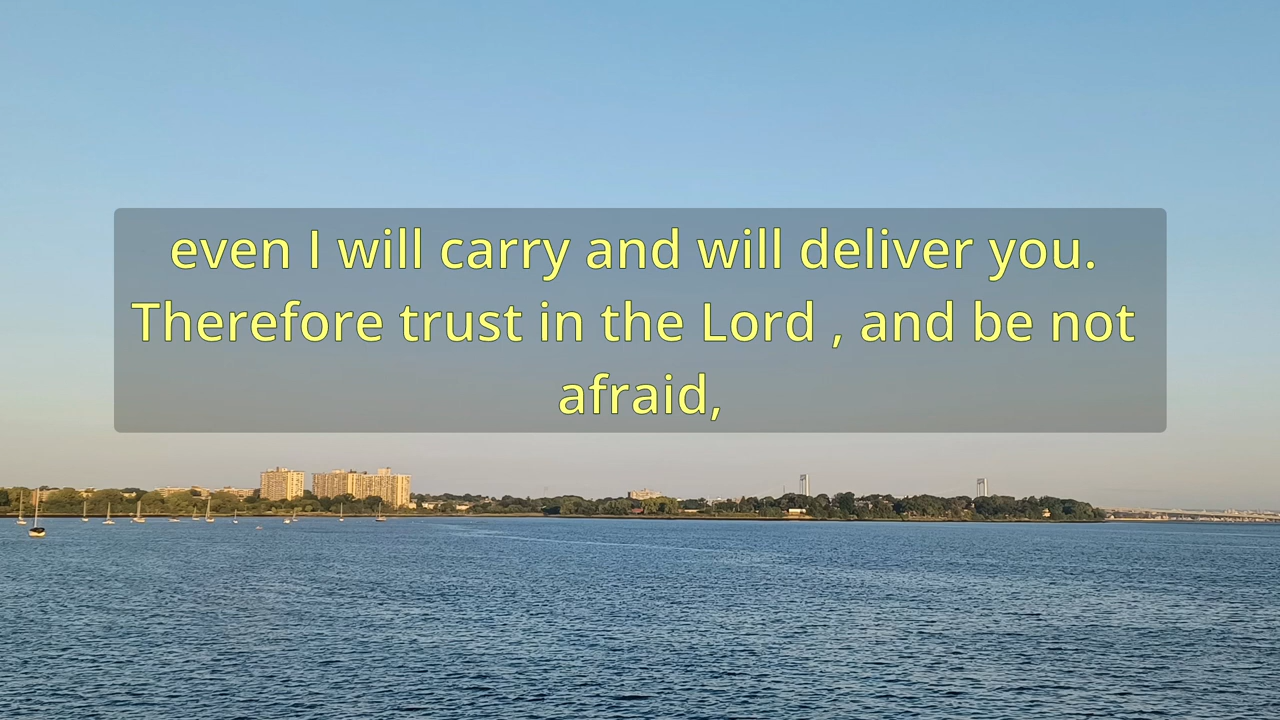 even I will carry and will deliver you.
Therefore trust in the Lord , and be not
afraid,